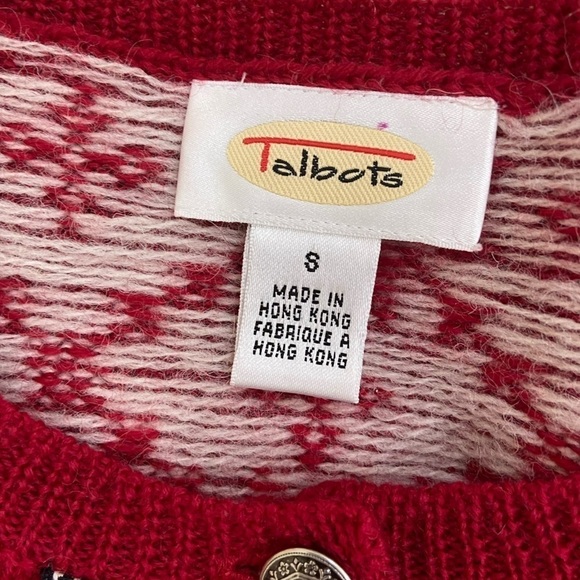 Talbots
S
MADE IN
HONG KONG
FABRIQUE A
HONG KONG